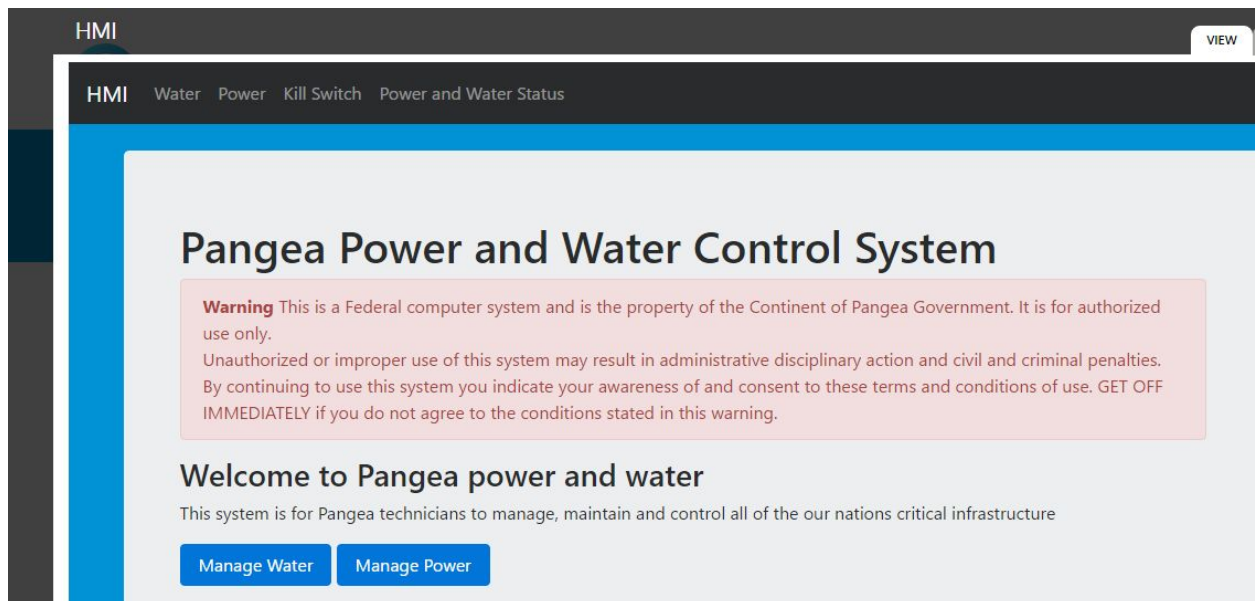 HMI
VIEW
HMI Water Power Kill Switch Power and Water Status
Pangea Power and Water Control System
Warning This is a Federal computer system and is the property of the Continent of Pangea Government. It is for authorized
use only.
Unauthorized or improper use of this system may result in administrative disciplinary action and civil and criminal penalties.
By continuing to use this system you indicate your awareness of and consent to these terms and conditions of use. GET OFF
IMMEDIATELY if you do not agree to the conditions stated in this warning.
Welcome to Pangea power and water
This system is for Pangea technicians to manage, maintain and control all of the our nations critical infrastructure
Manage Water Manage Power